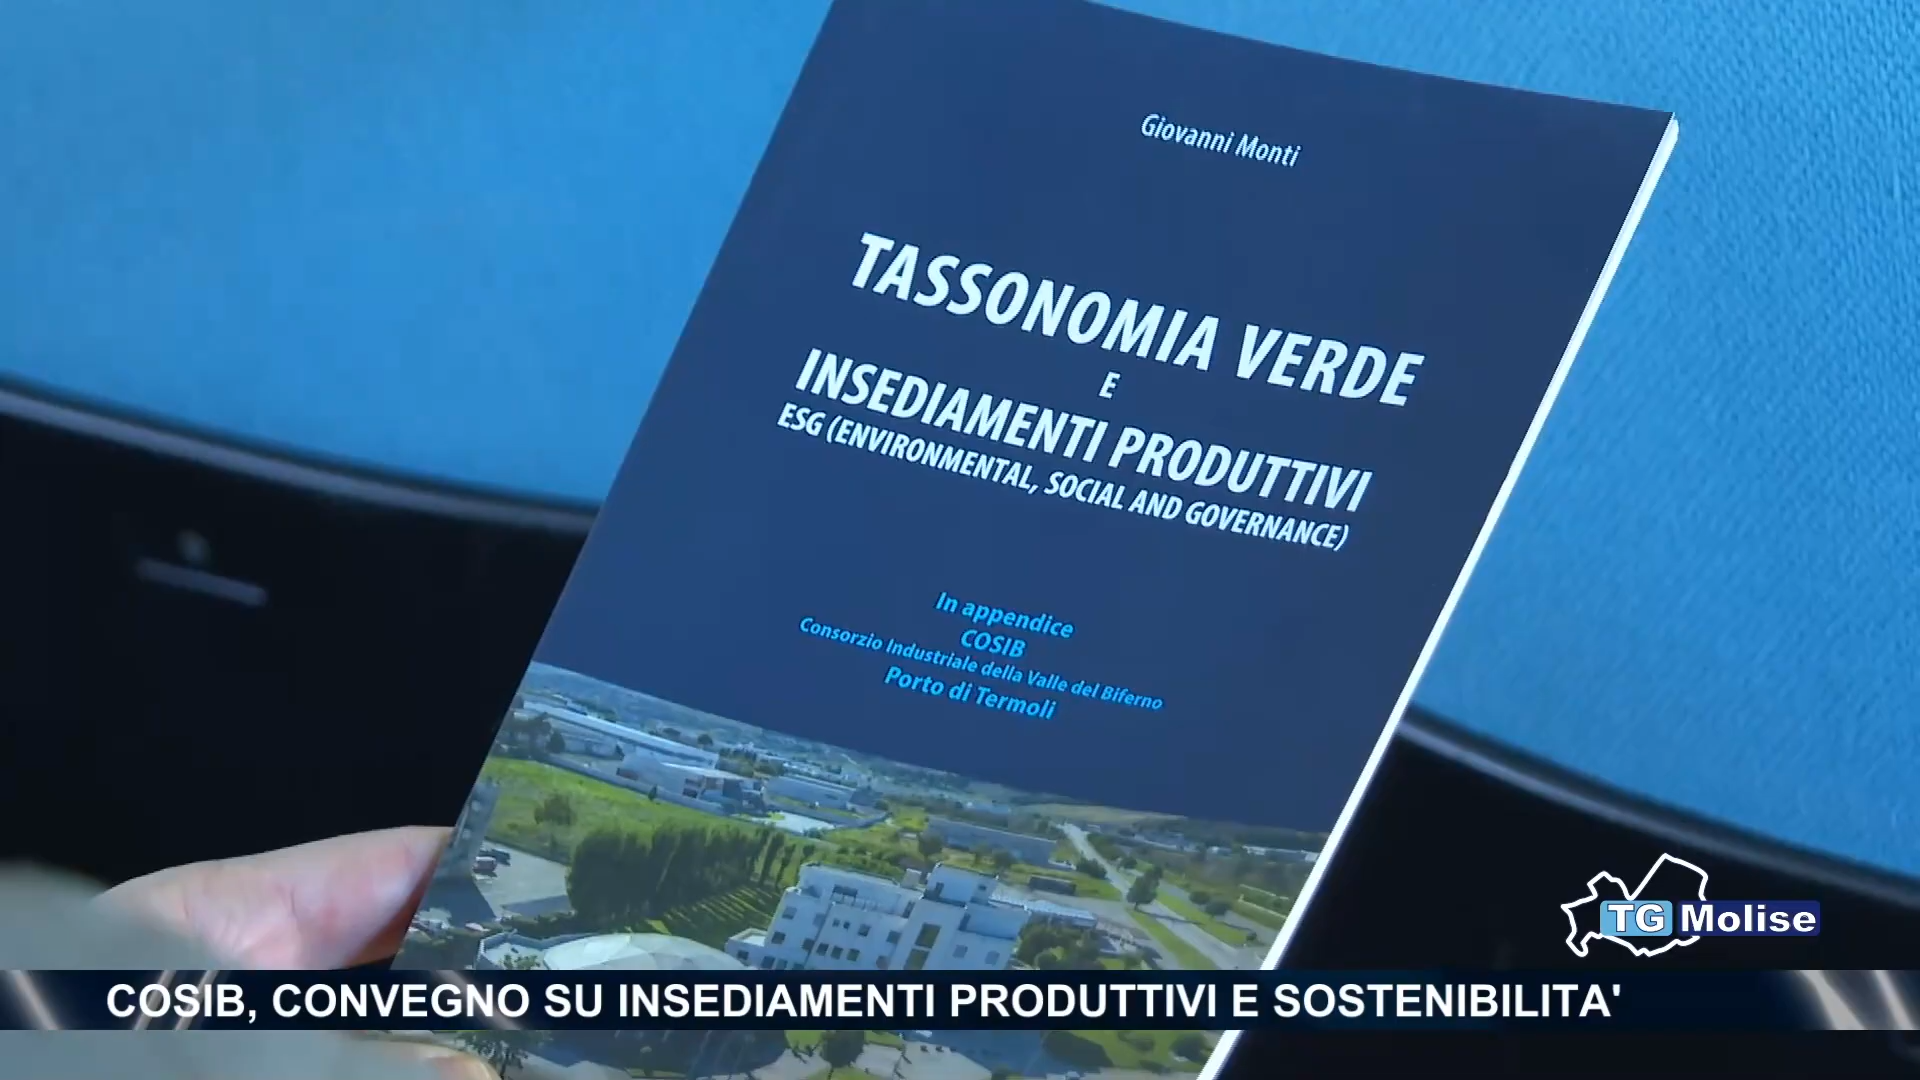 Giovanni Monti
TASSONOMIA VERDE
E
INSEDIAMENTI PRODUTTIVI
ESG (ENVIRONMENTAL, SOCIAL AND GOVERNANCE)
In appendice
COSIB
Consorzio Industriale della Valle del Biferno
Porto di Termoli
TG Molise
COSIB, CONVEGNO SU INSEDIAMENTI PRODUTTIVI E SOSTENIBILITA'